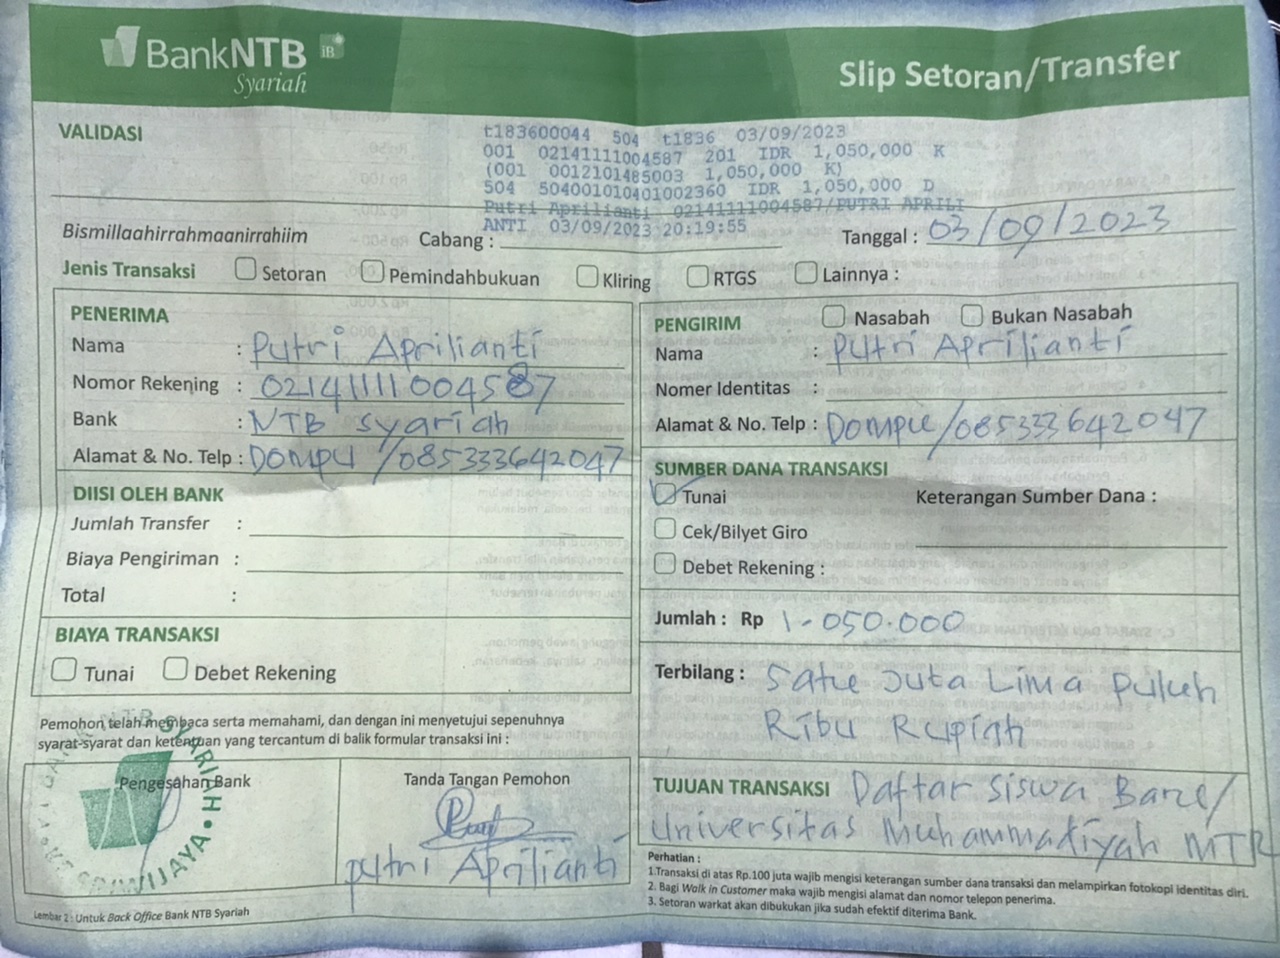 BankNTB iB
Syariah
Slip Setoran/Transfer
VALIDASI
t183600044 504 t1836 03/09/2023
001 02141111004587 201 IDR 1,050,000 K
(001 0012101485003 1,050,000 K)
504 504001010401002360 IDR 1,050,000 D
Putri Aprilianti 02141111004587/PUTRI APRILI
ANTI 03/09/2023 20:19:55
Bismillaahirrahmaanirrahiim
Cabang :
Tanggal : 03/09/2023
Jenis Transaksi Setoran Pemindahbukuan Kliring RTGS Lainnya :
PENERIMA
Nama : Putri Aprilianti
Nomor Rekening : 02141111004587
Bank : NTB Syariah
Alamat & No. Telp : Dompu /085333642047
DIISI OLEH BANK
Jumlah Transfer :
Biaya Pengiriman :
Total :
BIAYA TRANSAKSI
Tunai Debet Rekening
Pemohon telah membaca serta memahami, dan dengan ini menyetujui sepenuhnya
syarat-syarat dan ketentuan yang tercantum di balik formular transaksi ini :
Pengesahan Bank
Tanda Tangan Pemohon
putri Aprilianti
Lembar 2 : Untuk Back Office Bank NTB Syariah
PENGIRIM Nasabah Bukan Nasabah
Nama : Putri Aprilianti
Nomer Identitas :
Alamat & No. Telp : Dompu/085333642047
SUMBER DANA TRANSAKSI
Tunai Keterangan Sumber Dana :
Cek/Bilyet Giro
Debet Rekening :
Jumlah : Rp 1.050.000
Terbilang : Satu Juta Lima Puluh
Ribu Rupiah
TUJUAN TRANSAKSI Daftar Siswa Baru/
Universitas Muhammadiyah MTR
Perhatian :
1.Transaksi di atas Rp.100 juta wajib mengisi keterangan sumber dana transaksi dan melampirkan fotokopi identitas diri.
2. Bagi Walk in Customer maka wajib mengisi alamat dan nomor telepon penerima.
3. Setoran warkat akan dibukukan jika sudah efektif diterima Bank.